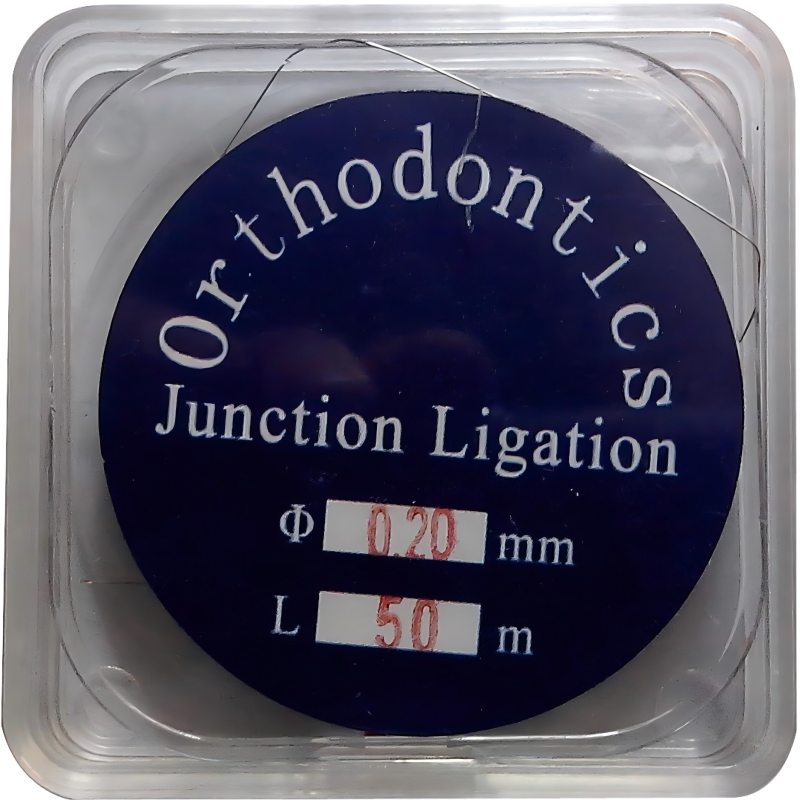 Orthodontics
Junction Ligation
Φ 0.20 mm
L 50 m